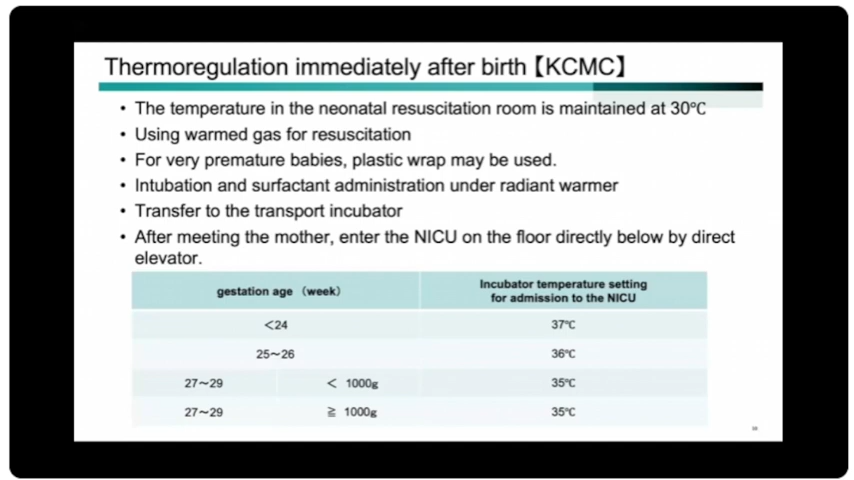 Thermoregulation immediately after birth【KCMC】
• The temperature in the neonatal resuscitation room is maintained at 30℃
• Using warmed gas for resuscitation
• For very premature babies, plastic wrap may be used.
• Intubation and surfactant administration under radiant warmer
• Transfer to the transport incubator
• After meeting the mother, enter the NICU on the floor directly below by direct
elevator.
gestation age （week） Incubator temperature setting
for admission to the NICU
＜24 37℃
25～26 36℃
27～29 ＜ 1000g 35℃
27～29 ≧ 1000g 35℃